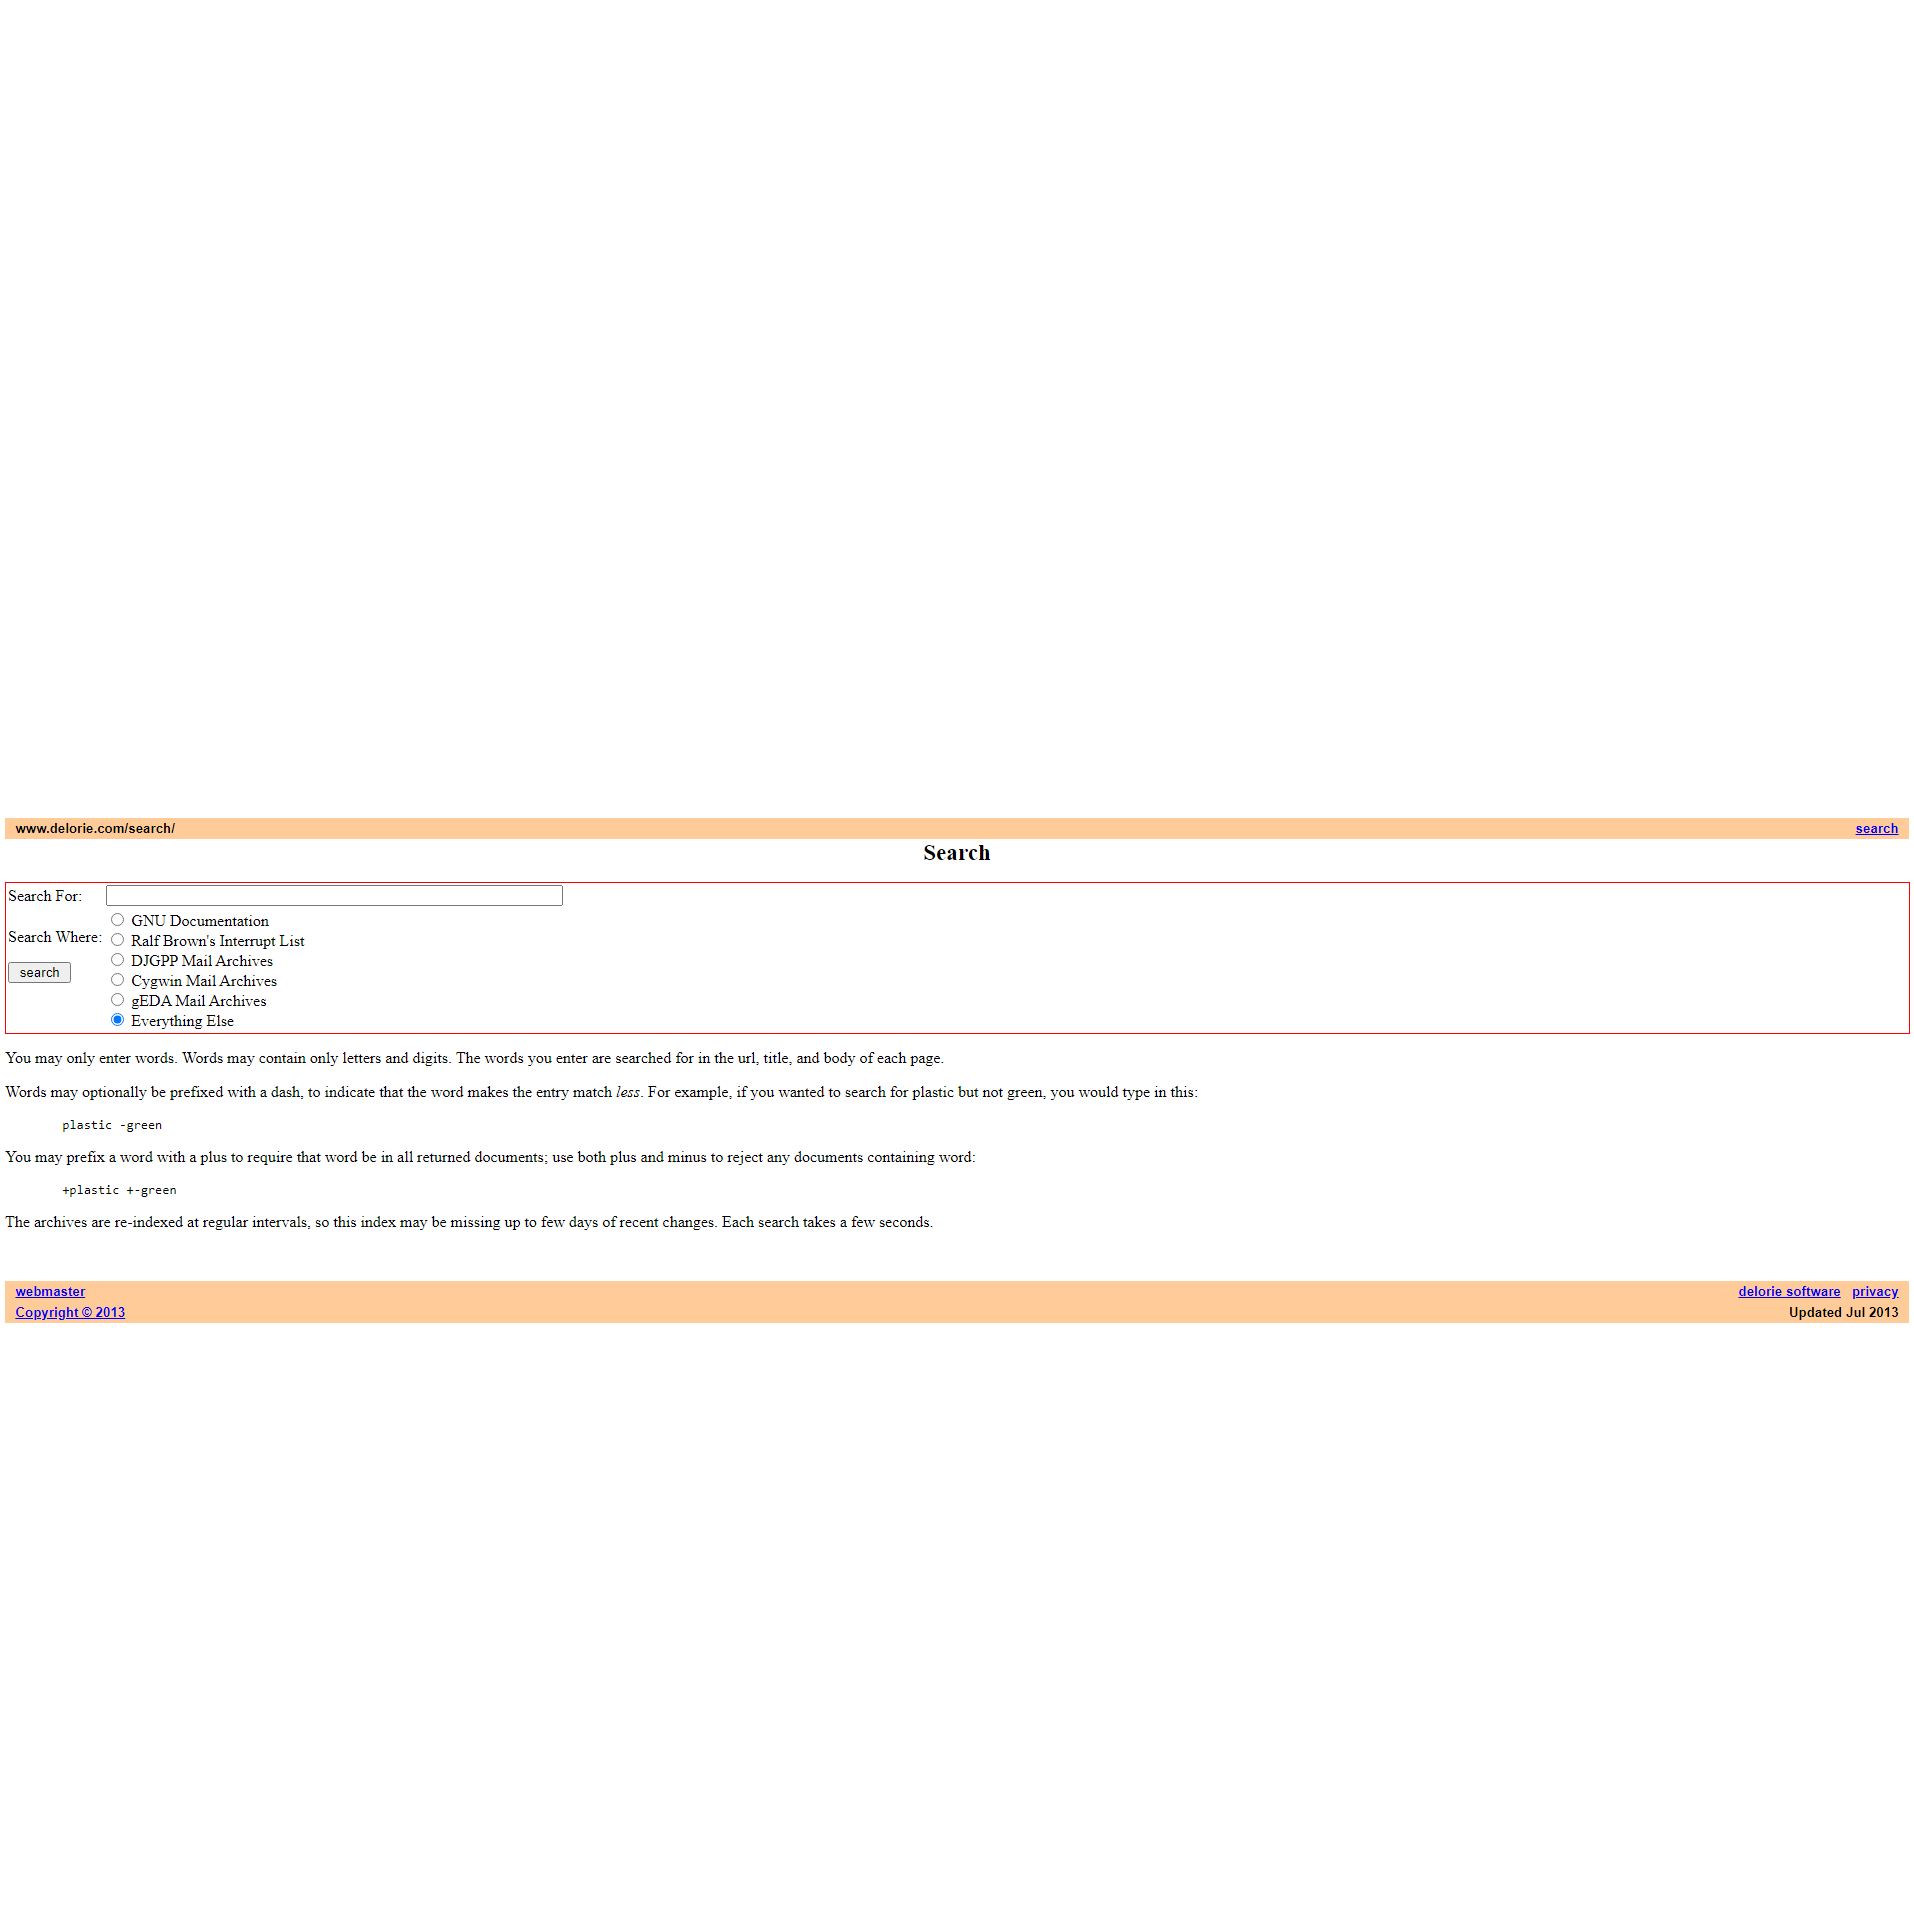 www.delorie.com/search/ search
Search
Search For:
Search Where:
search
GNU Documentation
Ralf Brown's Interrupt List
DJGPP Mail Archives
Cygwin Mail Archives
gEDA Mail Archives
Everything Else
You may only enter words. Words may contain only letters and digits. The words you enter are searched for in the url, title, and body of each page.
Words may optionally be prefixed with a dash, to indicate that the word makes the entry match less. For example, if you wanted to search for plastic but not green, you would type in this:
plastic -green
You may prefix a word with a plus to require that word be in all returned documents; use both plus and minus to reject any documents containing word:
+plastic +-green
The archives are re-indexed at regular intervals, so this index may be missing up to few days of recent changes. Each search takes a few seconds.
webmaster delorie software privacy
Copyright © 2013 Updated Jul 2013